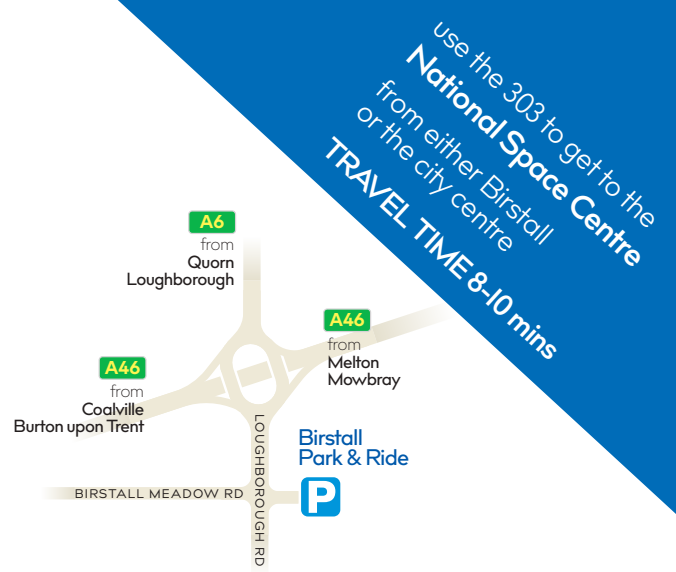 use the 303 to get to the
National Space Centre
from either Birstall
or the city centre
TRAVEL TIME 8-10 mins
A6
from
Quorn
Loughborough
A46
from
Melton
Mowbray
A46
from
Coalville
Burton upon Trent
LOUGHBOROUGH RD
Birstall
Park & Ride
P
BIRSTALL MEADOW RD